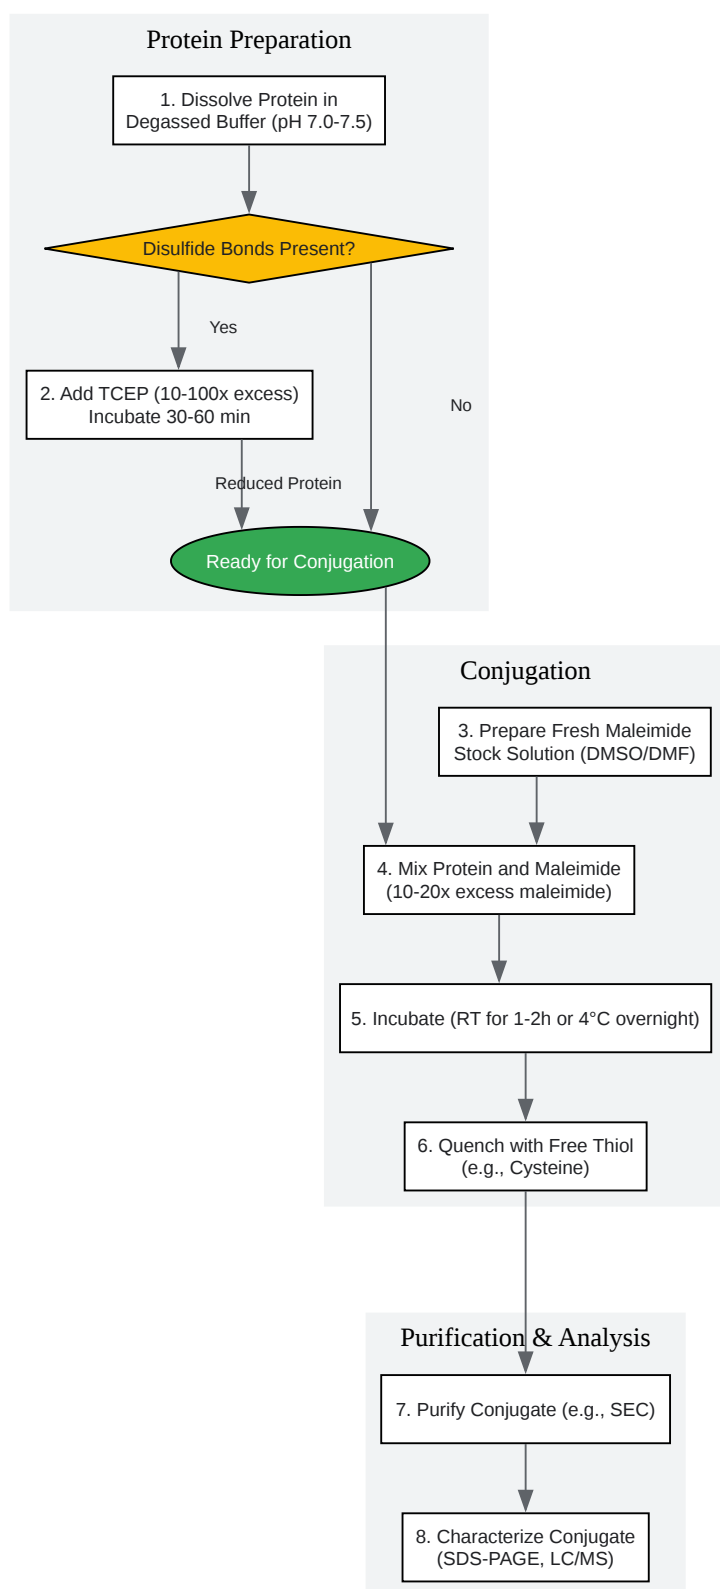 Protein Preparation
1. Dissolve Protein in
Degassed Buffer (pH 7.0-7.5)
Disulfide Bonds Present?
Yes
2. Add TCEP (10-100x excess)
Incubate 30-60 min
No
Reduced Protein
Ready for Conjugation
Conjugation
3. Prepare Fresh Maleimide
Stock Solution (DMSO/DMF)
4. Mix Protein and Maleimide
(10-20x excess maleimide)
5. Incubate (RT for 1-2h or 4°C overnight)
6. Quench with Free Thiol
(e.g., Cysteine)
Purification & Analysis
7. Purify Conjugate (e.g., SEC)
8. Characterize Conjugate
(SDS-PAGE, LC/MS)